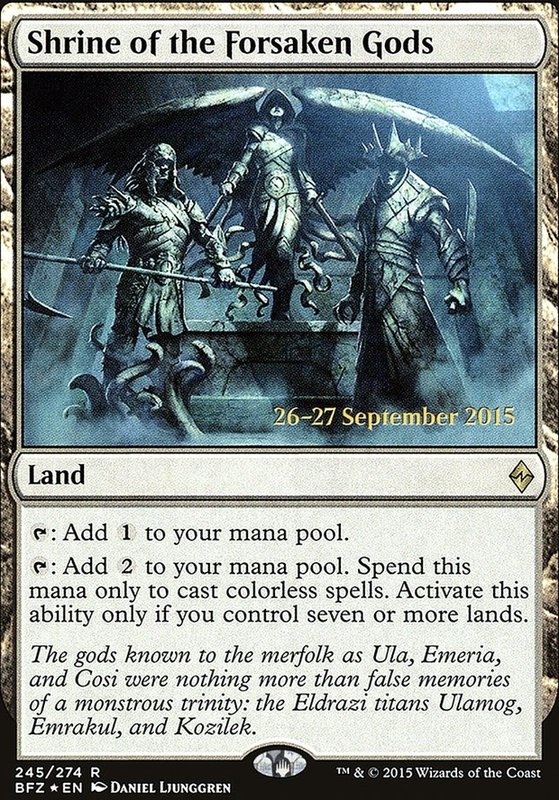 Shrine of the Forsaken Gods
26–27 September 2015
Land
: Add 1 to your mana pool.
: Add 2 to your mana pool. Spend this
mana only to cast colorless spells. Activate this
ability only if you control seven or more lands.
The gods known to the merfolk as Ula, Emeria,
and Cosi were nothing more than false memories
of a monstrous trinity: the Eldrazi titans Ulamog,
Emrakul, and Kozilek.
245/274 R
BFZ ★ EN Daniel Ljunggren
™ & © 2015 Wizards of the Coast